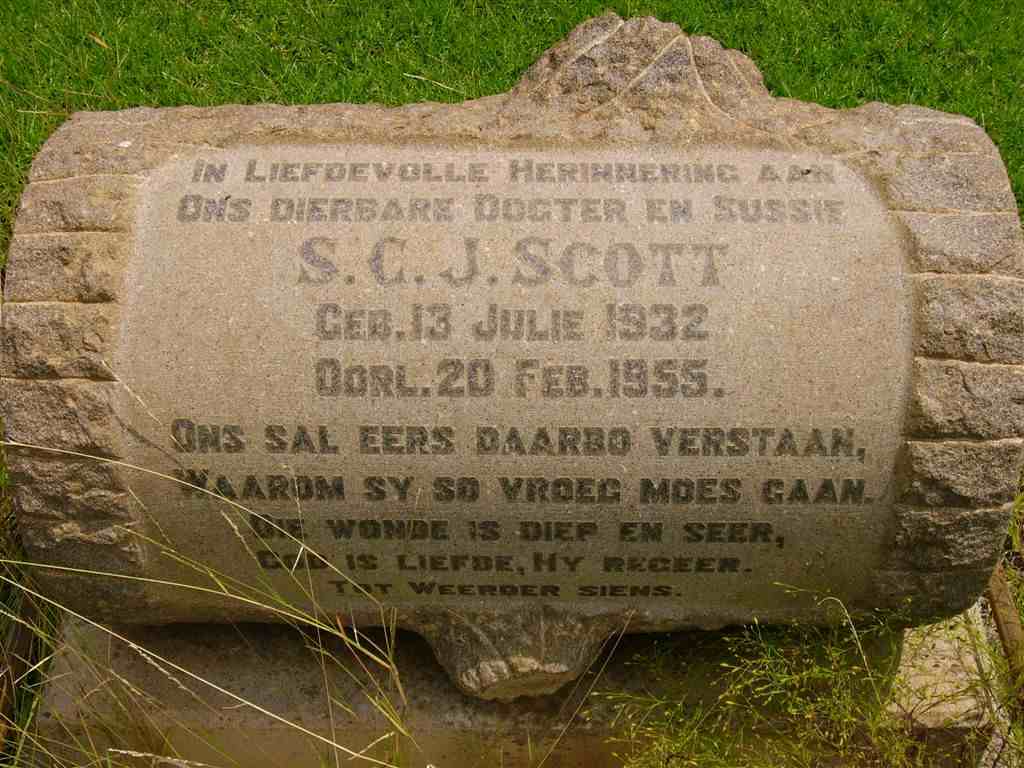 IN LIEFDEVOLLE HERINNERING AAN
ONS DIERBARE DOGTER EN SUSSIE
S. C. J. SCOTT
GEB. 13 JULIE 1932
OORL. 20 FEB. 1955.
ONS SAL EERS DAARBO VERSTAAN,
WAAROM SY SO VROEG MOES GAAN.
DIE WONDE IS DIEP EN SEER,
GOD IS LIEFDE, HY REGEER.
TOT WEERDER SIENS.